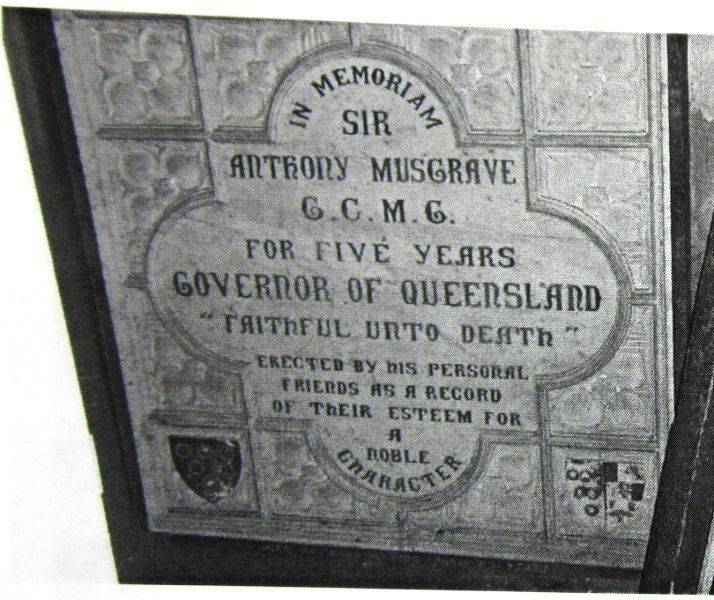 IN MEMORIAM
SIR
ANTHONY MUSGRAVE
G.C.M.G.
FOR FIVE YEARS
GOVERNOR OF QUEENSLAND
"FAITHFUL UNTO DEATH"
ERECTED BY HIS PERSONAL
FRIENDS AS A RECORD
OF THEIR ESTEEM FOR
A
NOBLE
CHARACTER